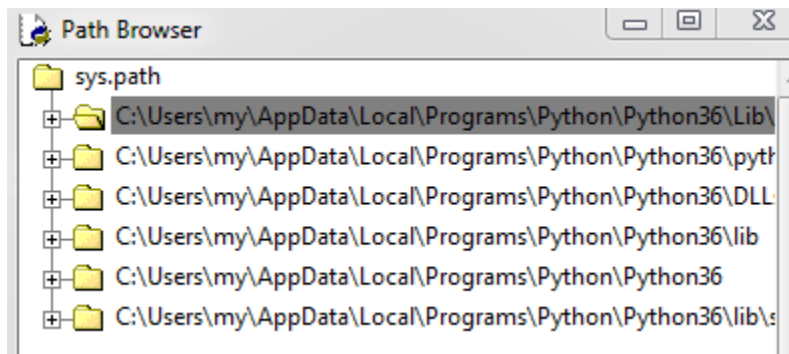 Path Browser
sys.path
C:\Users\my\AppData\Local\Programs\Python\Python36\Lib\
C:\Users\my\AppData\Local\Programs\Python\Python36\pyth
C:\Users\my\AppData\Local\Programs\Python\Python36\DLL
C:\Users\my\AppData\Local\Programs\Python\Python36\lib
C:\Users\my\AppData\Local\Programs\Python\Python36
C:\Users\my\AppData\Local\Programs\Python\Python36\lib\s